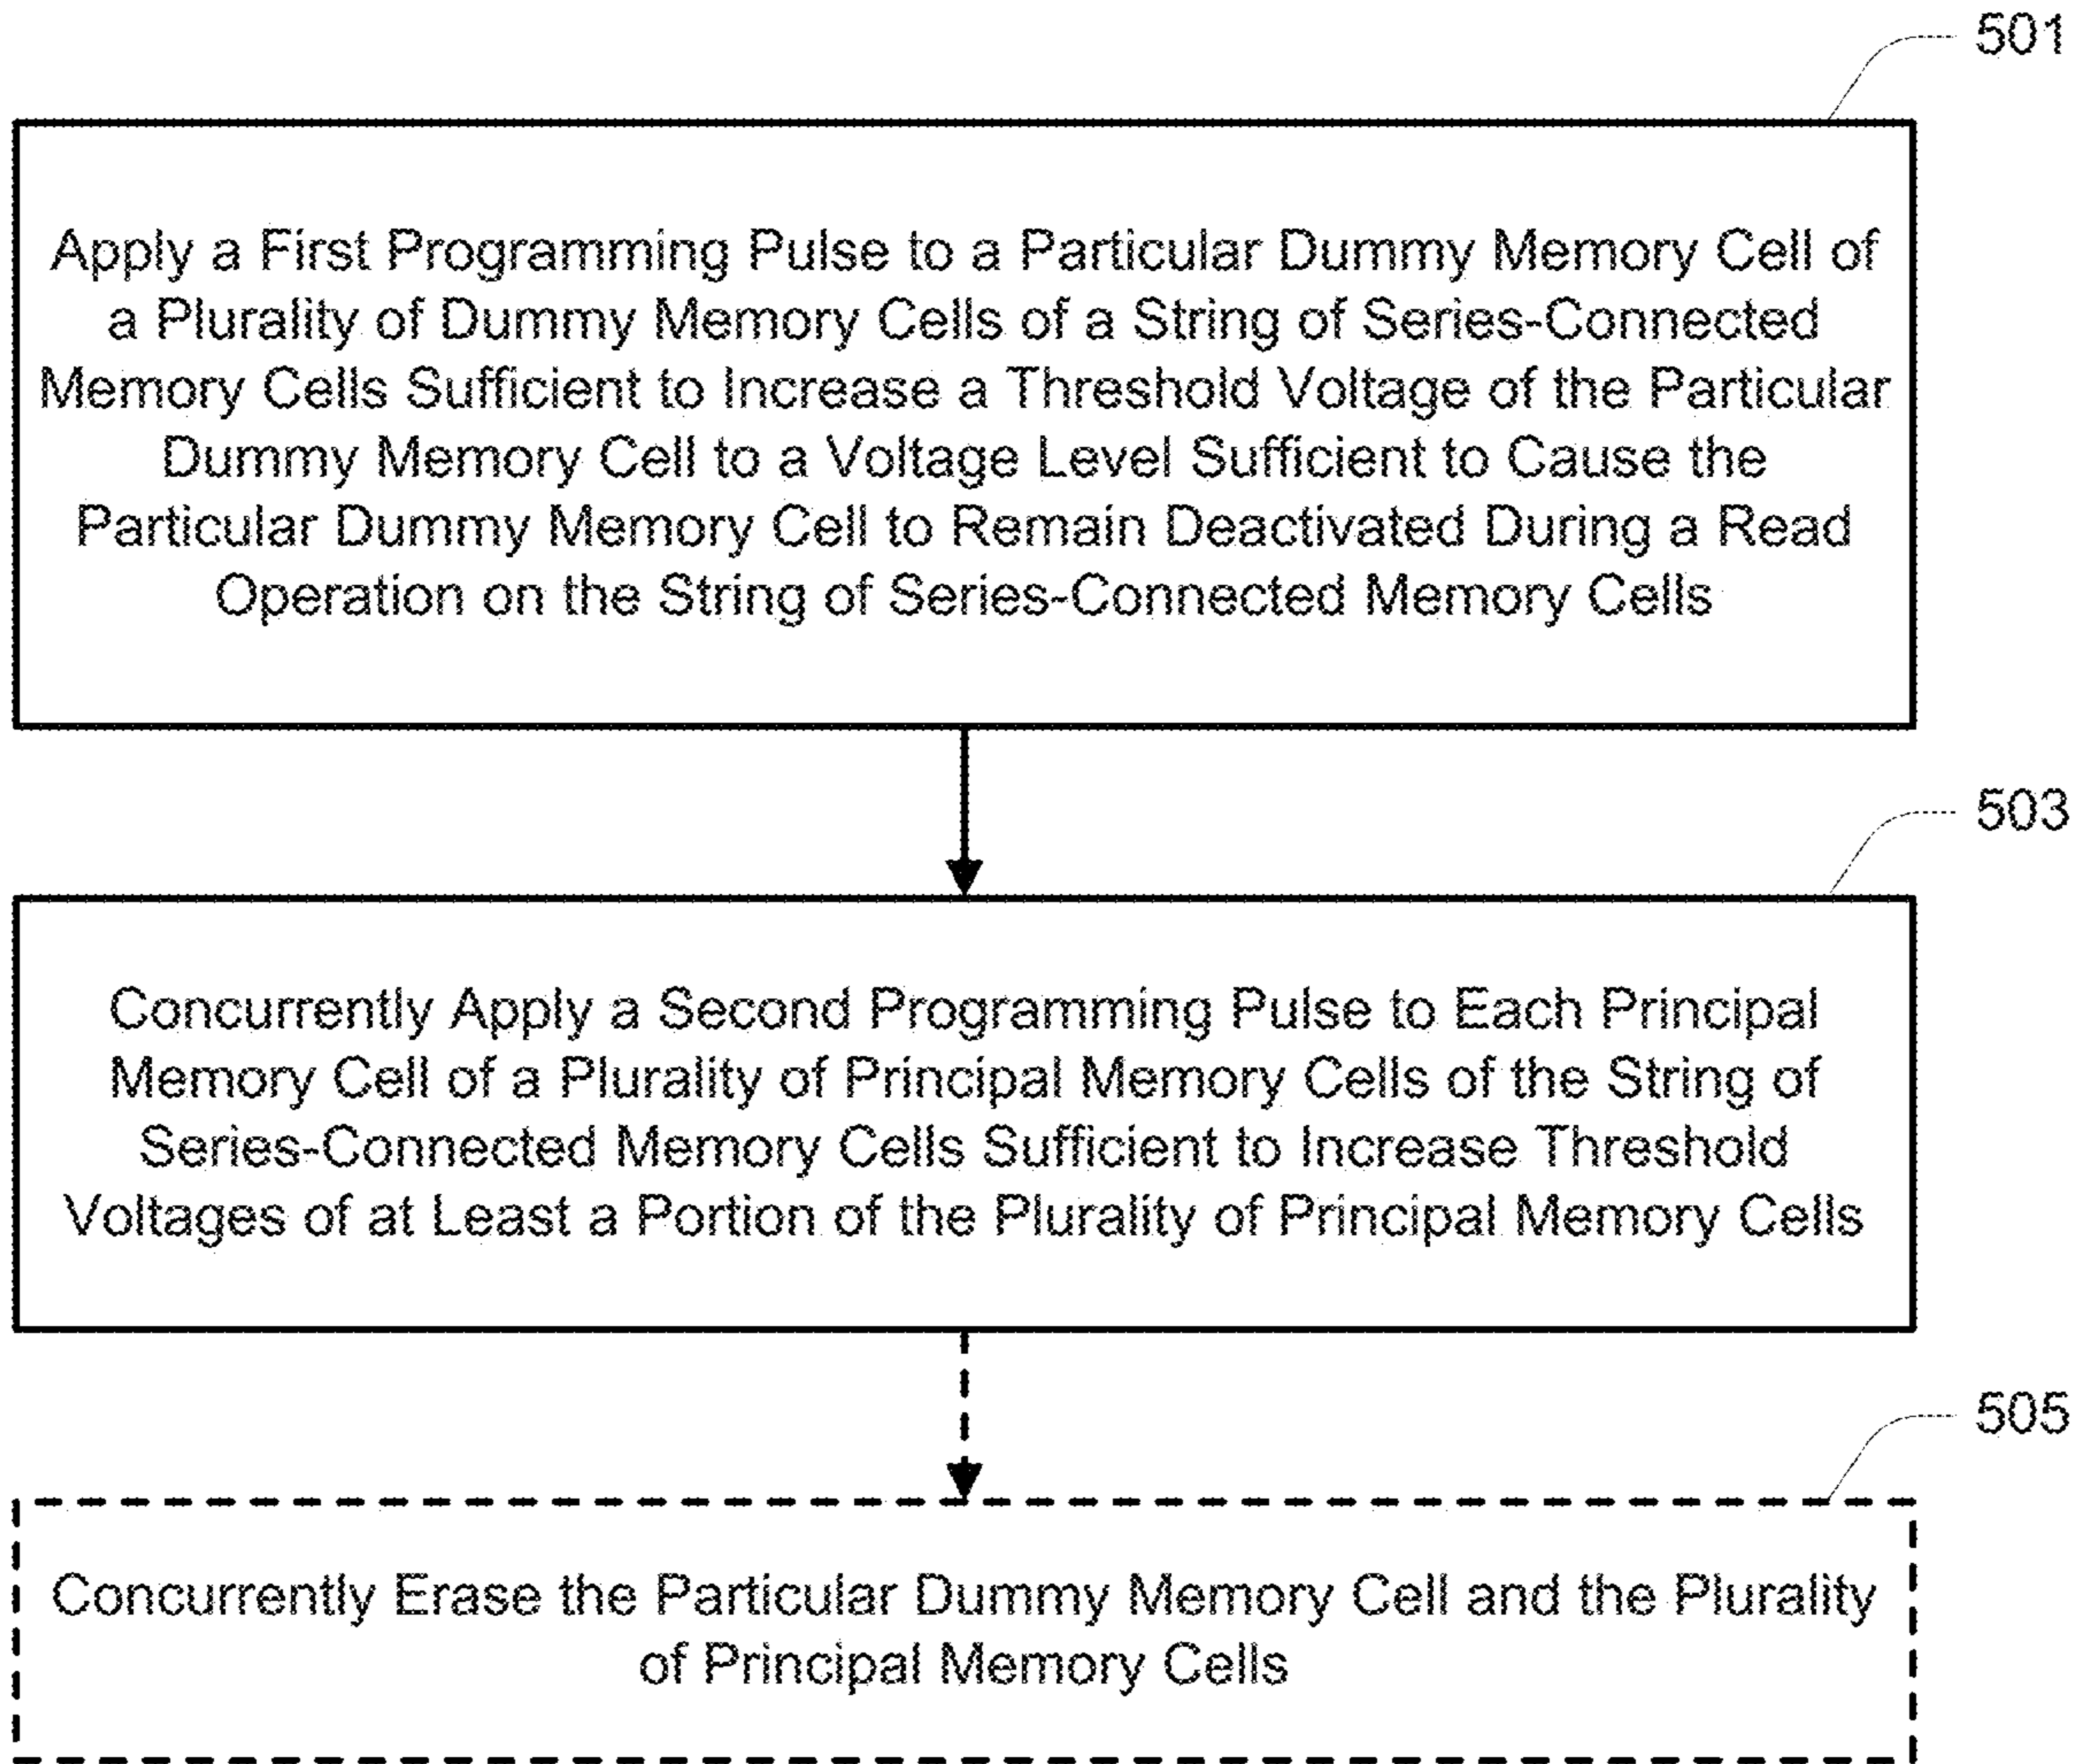 501
Apply a First Programming Pulse to a Particular Dummy Memory Cell of
a Plurality of Dummy Memory Cells of a String of Series-Connected
Memory Cells Sufficient to Increase a Threshold Voltage of the Particular
Dummy Memory Cell to a Voltage Level Sufficient to Cause the
Particular Dummy Memory Cell to Remain Deactivated During a Read
Operation on the String of Series-Connected Memory Cells
503
Concurrently Apply a Second Programming Pulse to Each Principal
Memory Cell of a Plurality of Principal Memory Cells of the String of
Series-Connected Memory Cells Sufficient to Increase Threshold
Voltages of at Least a Portion of the Plurality of Principal Memory Cells
505
Concurrently Erase the Particular Dummy Memory Cell and the Plurality
of Principal Memory Cells